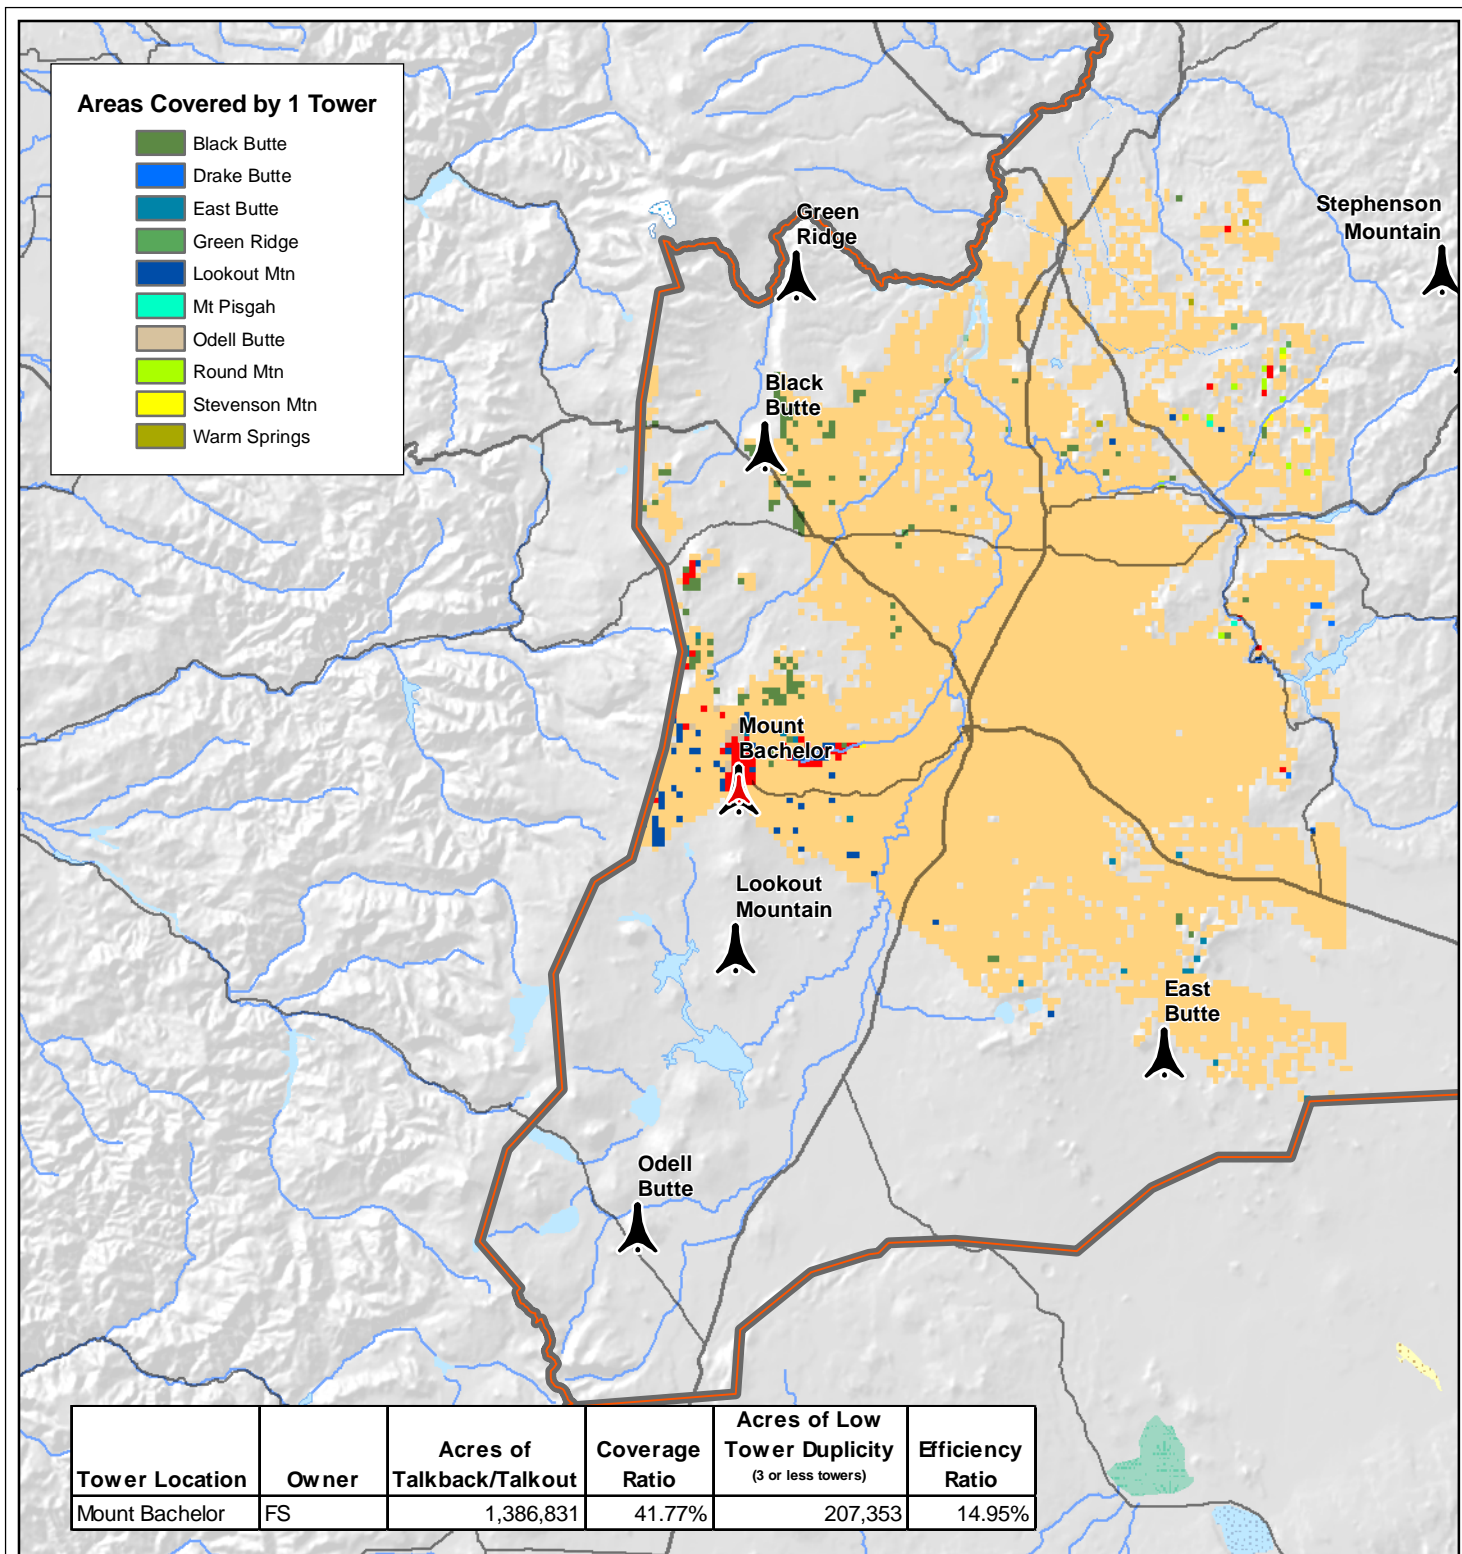 Areas Covered by 1 Tower
Black Butte
Drake Butte
East Butte
Green Ridge
Lookout Mtn
Mt Pisgah
Odell Butte
Round Mtn
Stevenson Mtn
Warm Springs
Green
Ridge
Stephenson
Mountain
Black
Butte
Mount
Bachelor
Lookout
Mountain
East
Butte
Odell
Butte
Tower Location
Owner
Acres of
Talkback/Talkout
Coverage
Ratio
Acres of Low
Tower Duplicity
(3 or less towers)
Efficiency
Ratio
Mount Bachelor FS 1,386,831 41.77% 207,353 14.95%